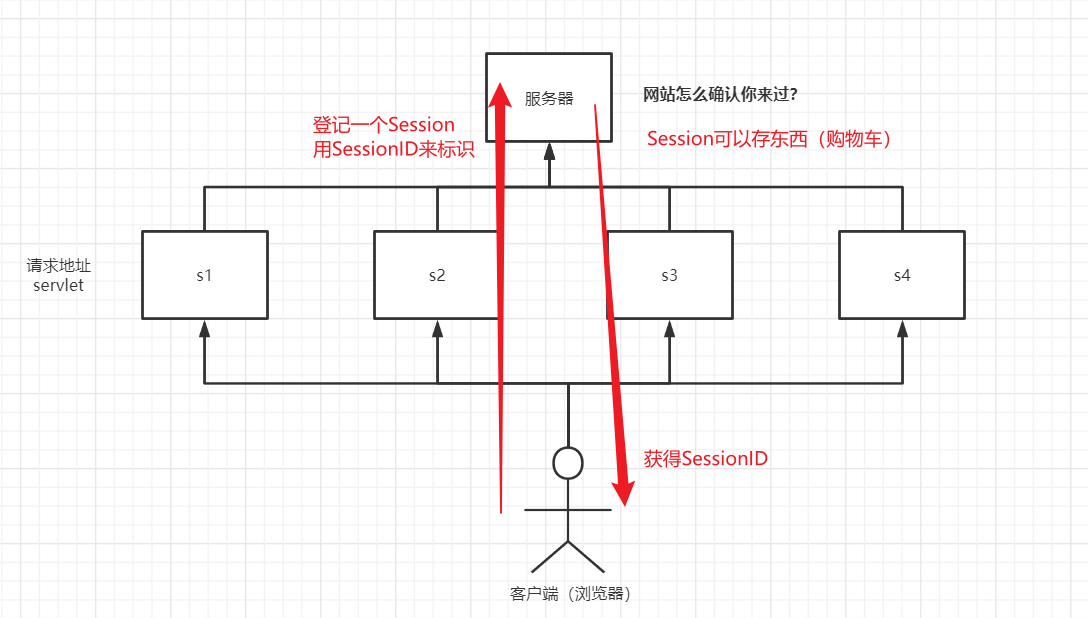 服务器
网站怎么确认你来过?
登记一个Session
用SessionID来标识
Session可以存东西（购物车）
请求地址
servlet
s1
s2
s3
s4
获得SessionID
客户端（浏览器）